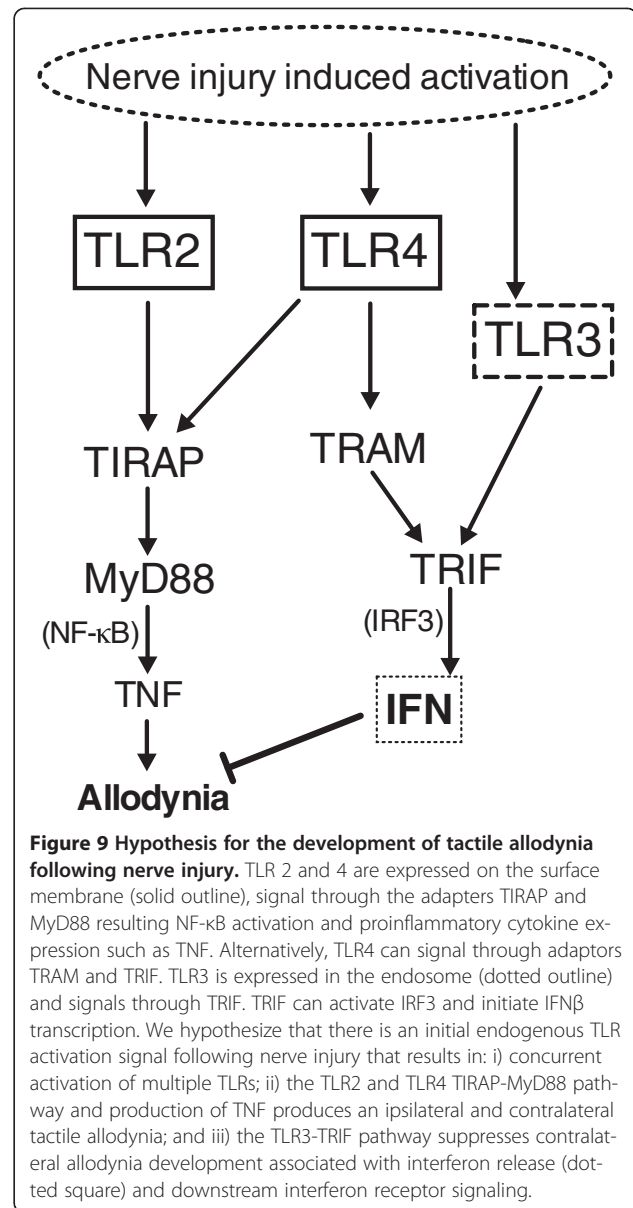 Nerve injury induced activation
TLR2
TLR4
TLR3
TIRAP
TRAM
MyD88
TRIF
(NF-κB)
(IRF3)
TNF
IFN
Allodynia
Figure 9 Hypothesis for the development of tactile allodynia
following nerve injury. TLR 2 and 4 are expressed on the surface
membrane (solid outline), signal through the adapters TIRAP and
MyD88 resulting NF-κB activation and proinflammatory cytokine ex-
pression such as TNF. Alternatively, TLR4 can signal through adaptors
TRAM and TRIF. TLR3 is expressed in the endosome (dotted outline)
and signals through TRIF. TRIF can activate IRF3 and initiate IFNβ
transcription. We hypothesize that there is an initial endogenous TLR
activation signal following nerve injury that results in: i) concurrent
activation of multiple TLRs; ii) the TLR2 and TLR4 TIRAP-MyD88 path-
way and production of TNF produces an ipsilateral and contralateral
tactile allodynia; and iii) the TLR3-TRIF pathway suppresses contralat-
eral allodynia development associated with interferon release (dot-
ted square) and downstream interferon receptor signaling.